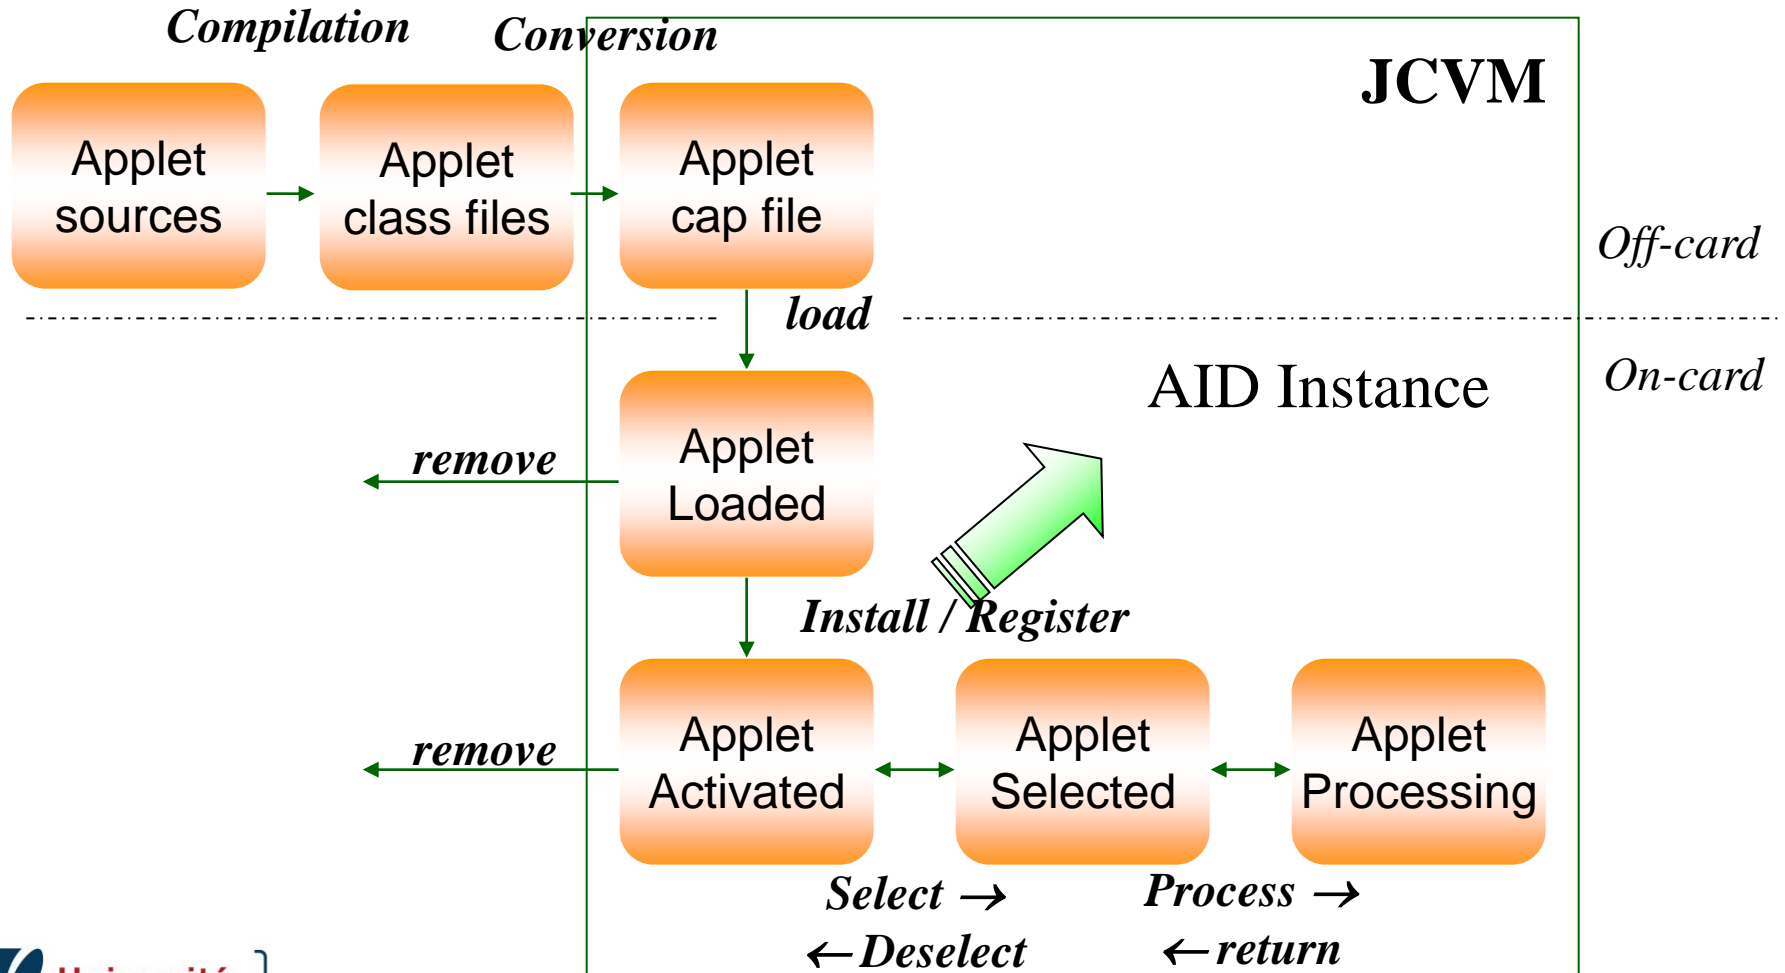 Compilation
Conversion
JCVM
Applet
sources
Applet
class files
Applet
cap file
Off-card
load
On-card
AID Instance
Applet
Loaded
remove
Install / Register
Applet
Activated
remove
Applet
Selected
Applet
Processing
Select →
Process →
← Deselect
← return
Université